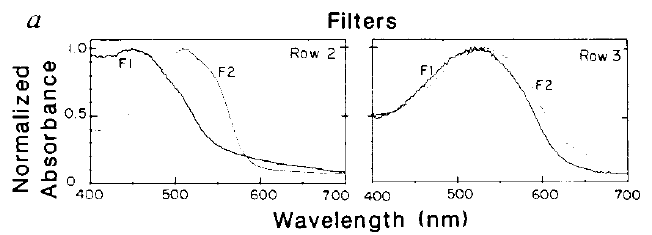 a
Filters
Normalized
Absorbance
1.0
0.5
0
F1
F2
Row 2
400
500
600
700
F1
F2
Row 3
400
500
600
700
Wavelength (nm)